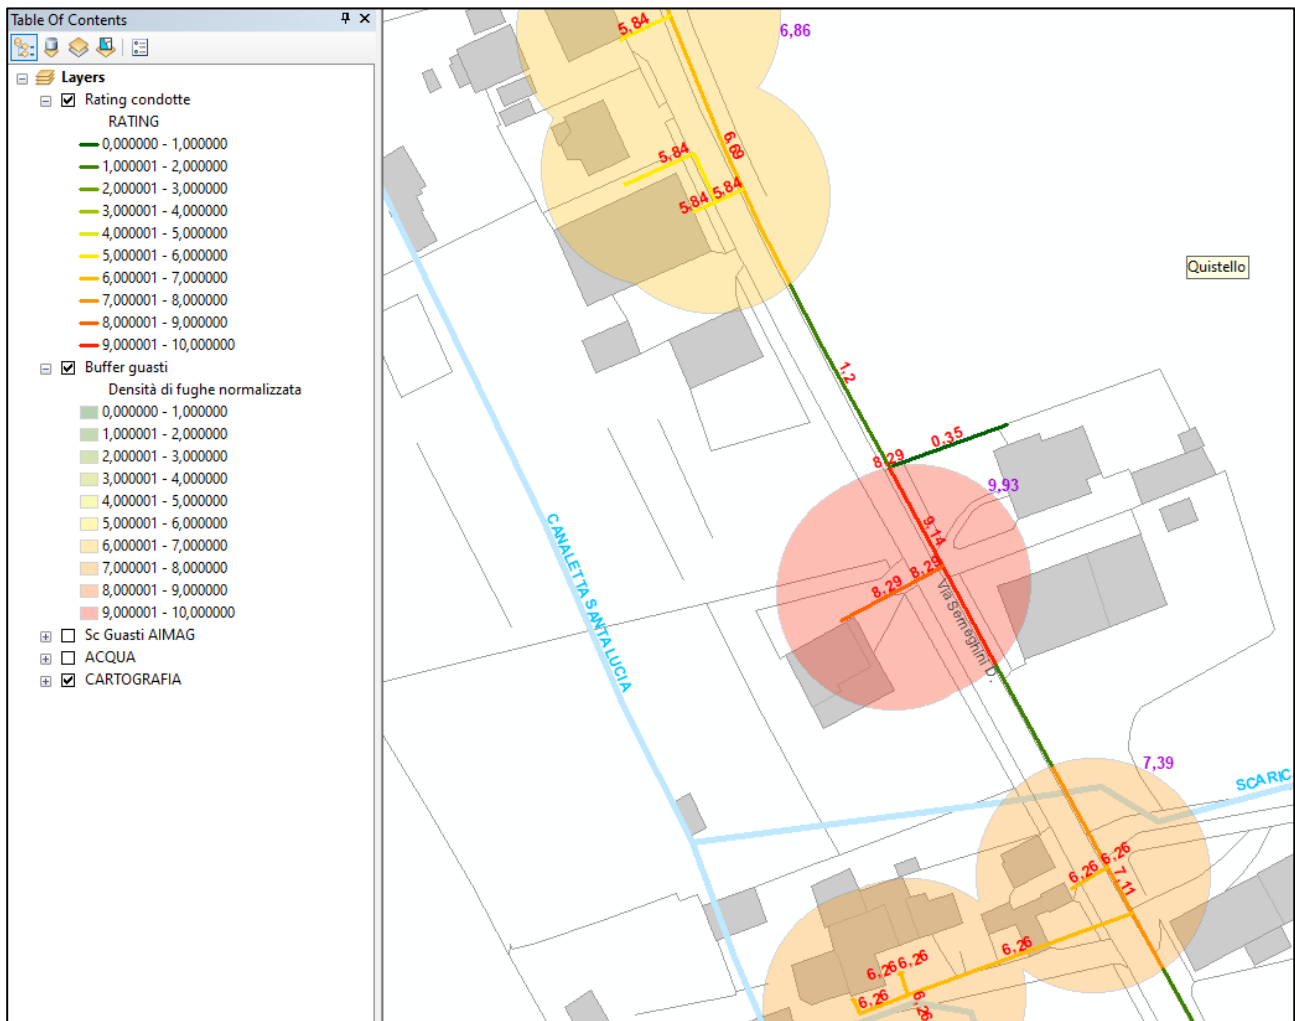 Table Of Contents
Layers
Rating condotte
RATING
0,000000 - 1,000000
1,000001 - 2,000000
2,000001 - 3,000000
3,000001 - 4,000000
4,000001 - 5,000000
5,000001 - 6,000000
6,000001 - 7,000000
7,000001 - 8,000000
8,000001 - 9,000000
9,000001 - 10,000000
Buffer guasti
Densità di fughe normalizzata
0,000000 - 1,000000
1,000001 - 2,000000
2,000001 - 3,000000
3,000001 - 4,000000
4,000001 - 5,000000
5,000001 - 6,000000
6,000001 - 7,000000
7,000001 - 8,000000
8,000001 - 9,000000
9,000001 - 10,000000
Sc Guasti AIMAG
ACQUA
CARTOGRAFIA
5,84
6,86
6,69
5,84
5,84
5,84
Quistello
1,2
0,35
8,29
9,93
9,14
8,29
8,29
Via Semeghini D.
CANALETTA SANTA LUCIA
7,39
SCARIC
6,26
6,26
7,11
6,26
6,26
6,26
6,26
6,26